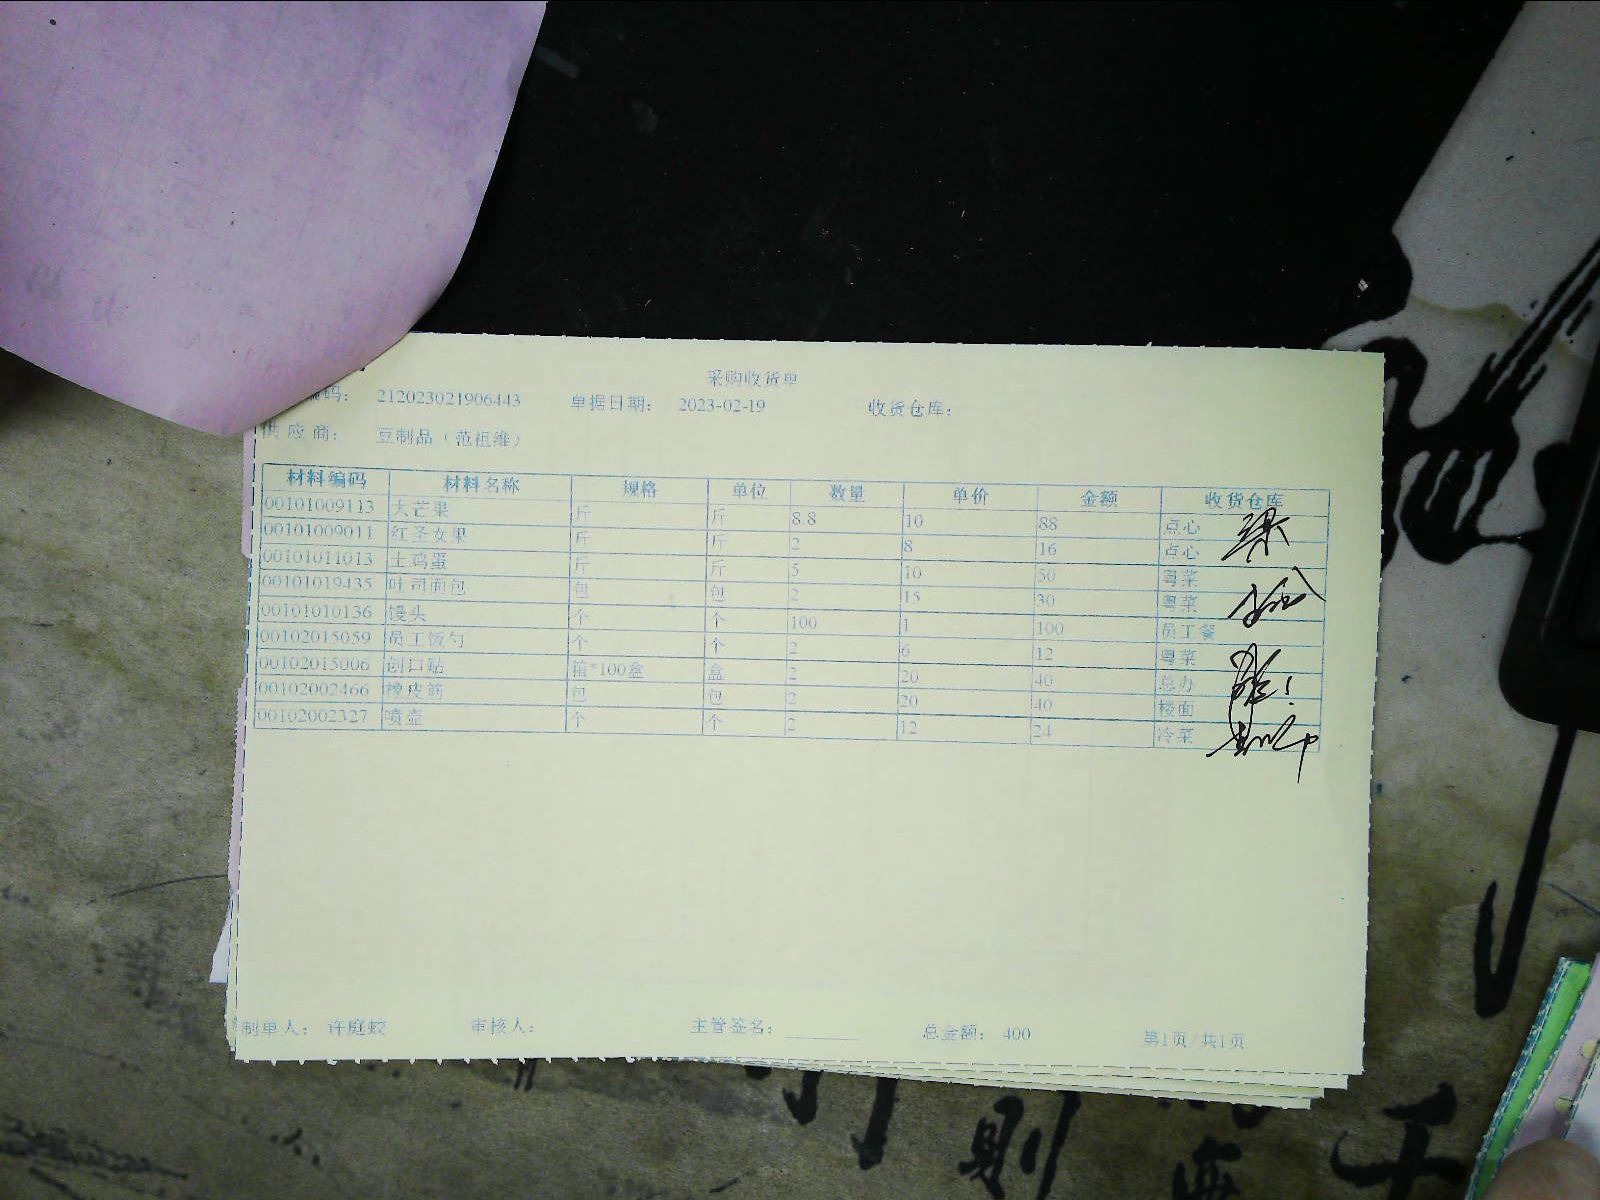 采购收货单
编码： 212023021906443 单据日期： 2023-02-19 收货仓库：
供应商： 豆制品（范祖维）
材料编码 材料名称 规格 单位 数量 单价 金额 收货仓库
00101009113 大芒果 斤 斤 8.8 10 88 点心
00101009011 红圣女果 斤 斤 2 8 16 点心
00101011013 土鸡蛋 斤 斤 5 10 50 粤菜
00101019435 吐司面包 包 包 2 15 30 粤菜
00101010136 馒头 个 个 100 1 100 员工餐
00102015059 员工饭勺 个 个 2 6 12 粤菜
00102015006 创口贴 箱*100盒 盒 2 20 40 总办
00102002466 橡皮筋 包 包 2 20 40 楼面
00102002327 喷壶 个 个 2 12 24 冷菜
制单人： 许庭蛟 审核人： 主管签名： 总金额： 400 第1页/共1页
则